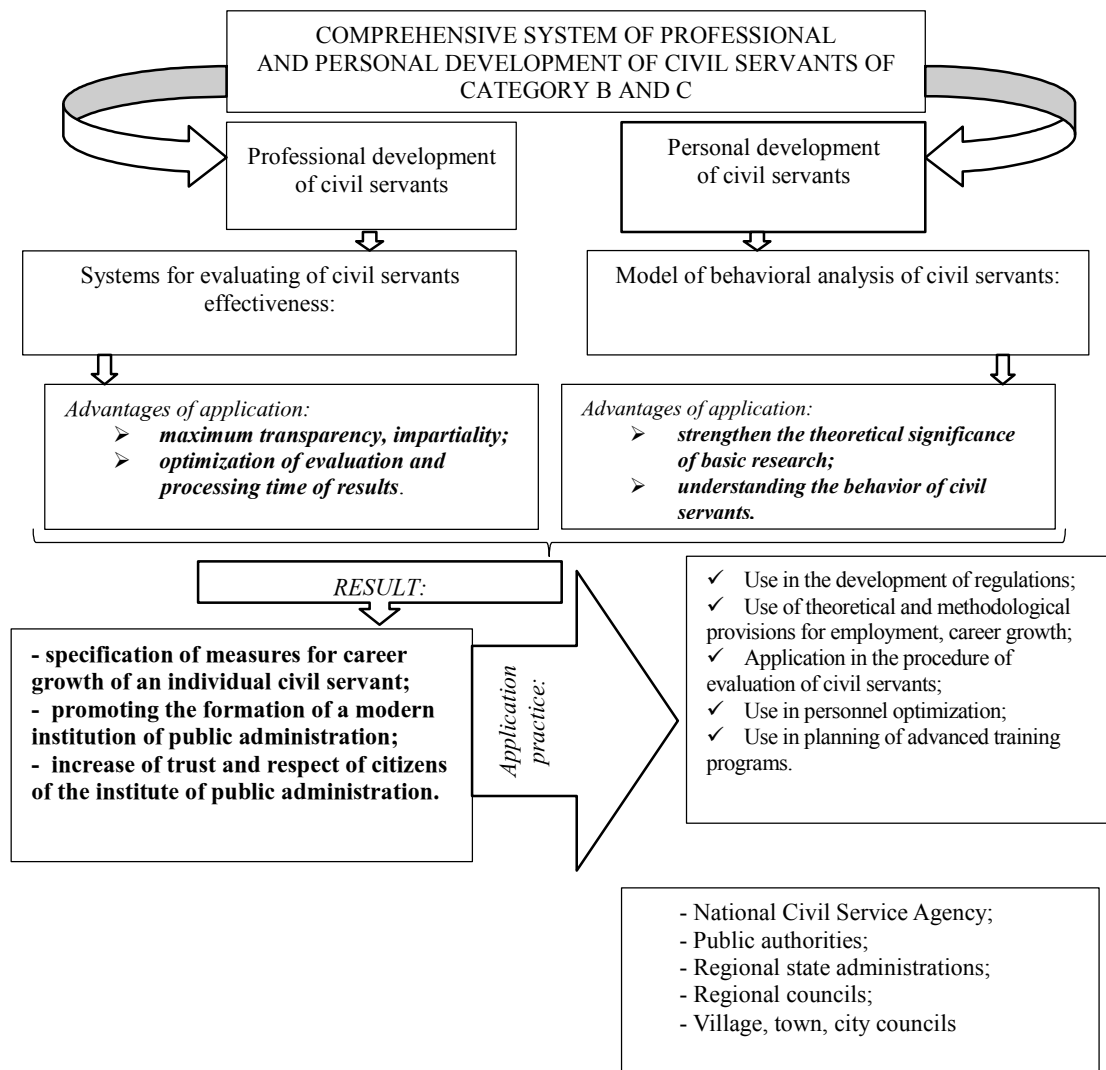 COMPREHENSIVE SYSTEM OF PROFESSIONAL
AND PERSONAL DEVELOPMENT OF CIVIL SERVANTS OF
CATEGORY B AND C
Professional development
of civil servants
Personal development
of civil servants
Systems for evaluating of civil servants
effectiveness:
Model of behavioral analysis of civil servants:
Advantages of application:
➢ maximum transparency, impartiality;
➢ optimization of evaluation and
processing time of results.
Advantages of application:
➢ strengthen the theoretical significance
of basic research;
➢ understanding the behavior of civil
servants.
RESULT:
- specification of measures for career
growth of an individual civil servant;
- promoting the formation of a modern
institution of public administration;
- increase of trust and respect of citizens
of the institute of public administration.
Application
practice:
✓ Use in the development of regulations;
✓ Use of theoretical and methodological
provisions for employment, career growth;
✓ Application in the procedure of
evaluation of civil servants;
✓ Use in personnel optimization;
✓ Use in planning of advanced training
programs.
- National Civil Service Agency;
- Public authorities;
- Regional state administrations;
- Regional councils;
- Village, town, city councils